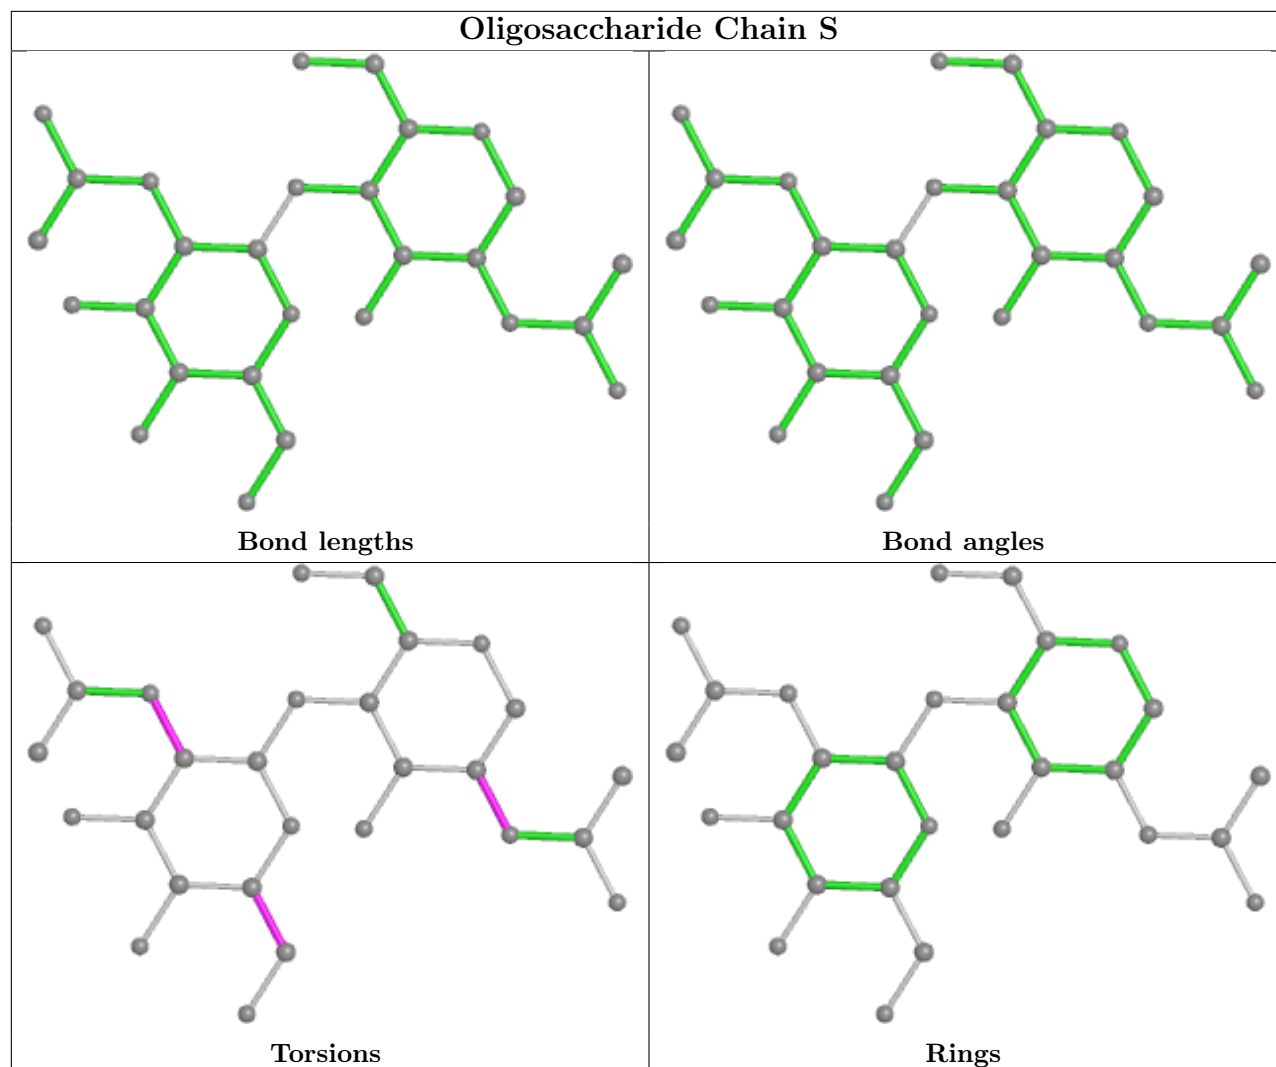 Oligosaccharide Chain S
Bond lengths
Bond angles
Torsions
Rings